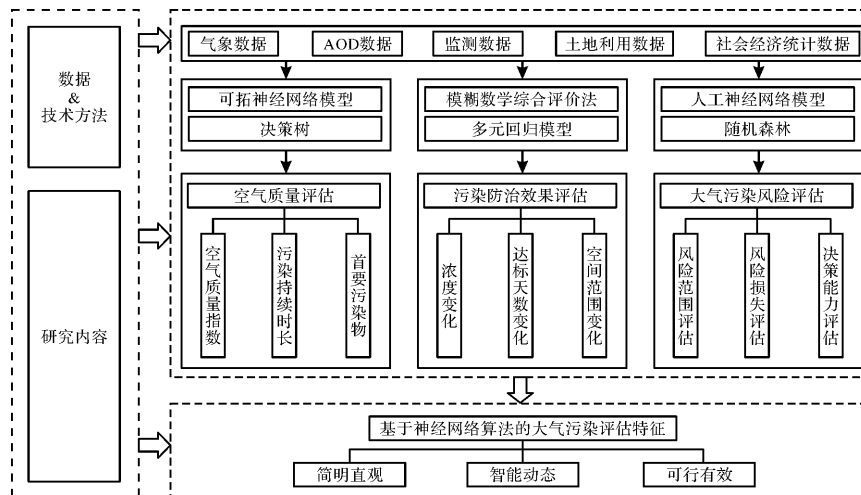 数据
&
技术方法
研究内容
气象数据
AOD数据
监测数据
土地利用数据
社会经济统计数据
可拓神经网络模型
决策树
模糊数学综合评价法
多元回归模型
人工神经网络模型
随机森林
空气质量评估
空气质量指数
污染持续时长
首要污染物
污染防治效果评估
浓度变化
达标天数变化
空间范围变化
大气污染风险评估
风险范围评估
风险损失评估
决策能力评估
基于神经网络算法的大气污染评估特征
简明直观
智能动态
可行有效